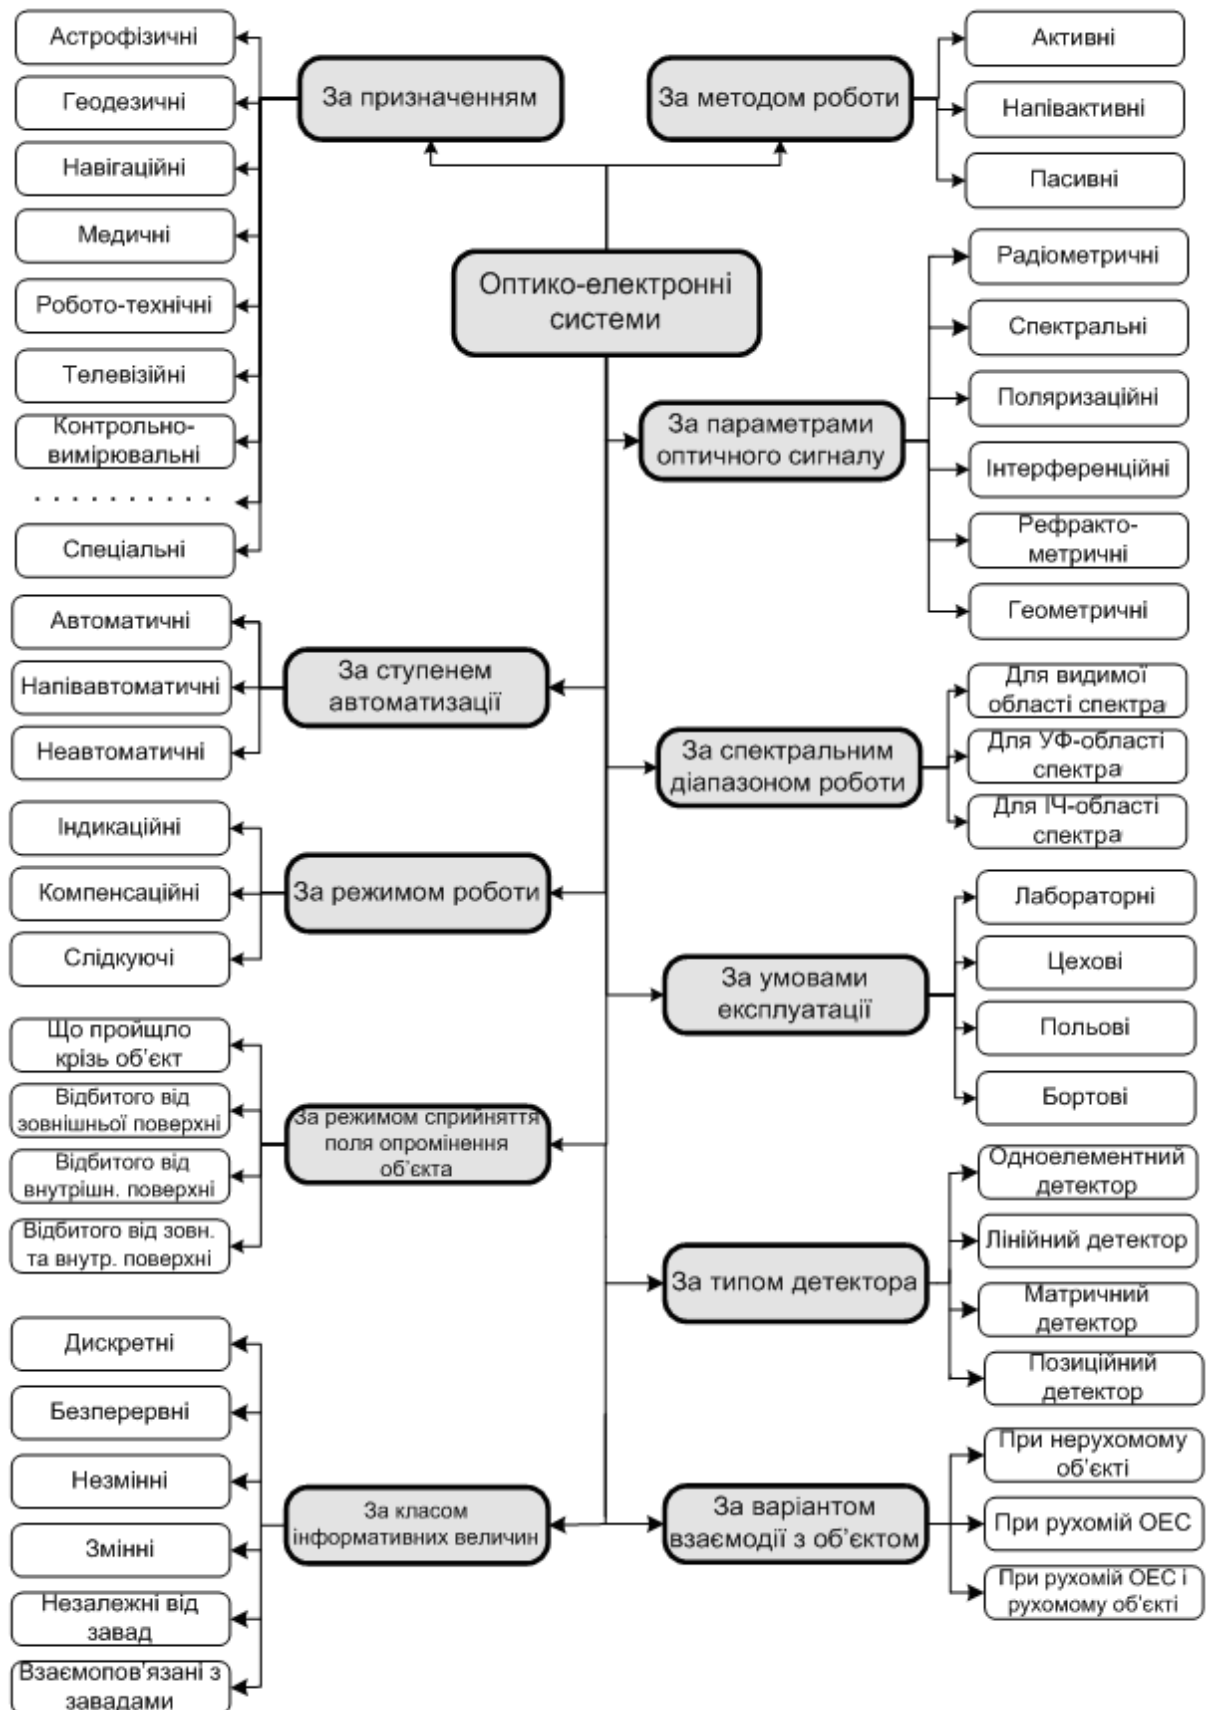 Оптико-електронні
системи
За призначенням
Астрофізичні
Геодезичні
Навігаційні
Медичні
Робото-технічні
Телевізійні
Контрольно-
вимірювальні
. . . . . . . . . .
Спеціальні
За методом роботи
Активні
Напівактивні
Пасивні
За параметрами
оптичного сигналу
Радіометричні
Спектральні
Поляризаційні
Інтерференційні
Рефракто-
метричні
Геометричні
За ступенем
автоматизації
Автоматичні
Напівавтоматичні
Неавтоматичні
За спектральним
діапазоном роботи
Для видимої
області спектра
Для УФ-області
спектра
Для ІЧ-області
спектра
За режимом роботи
Індикаційні
Компенсаційні
Слідкуючі
За умовами
експлуатації
Лабораторні
Цехові
Польові
Бортові
За режимом сприйняття
поля опромінення
об’єкта
Що пройщло
крізь об’єкт
Відбитого від
зовнішньої поверхні
Відбитого від
внутрішн. поверхні
Відбитого від зовн.
та внутр. поверхні
За типом детектора
Одноелементний
детектор
Лінійний детектор
Матричний
детектор
Позиційний
детектор
За класом
інформативних величин
Дискретні
Безперервні
Незмінні
Змінні
Незалежні від
завад
Взаємопов’язані з
завадами
За варіантом
взаємодії з об’єктом
При нерухомому
об’єкті
При рухомій ОЕС
При рухомій ОЕС і
рухомому об’єкті